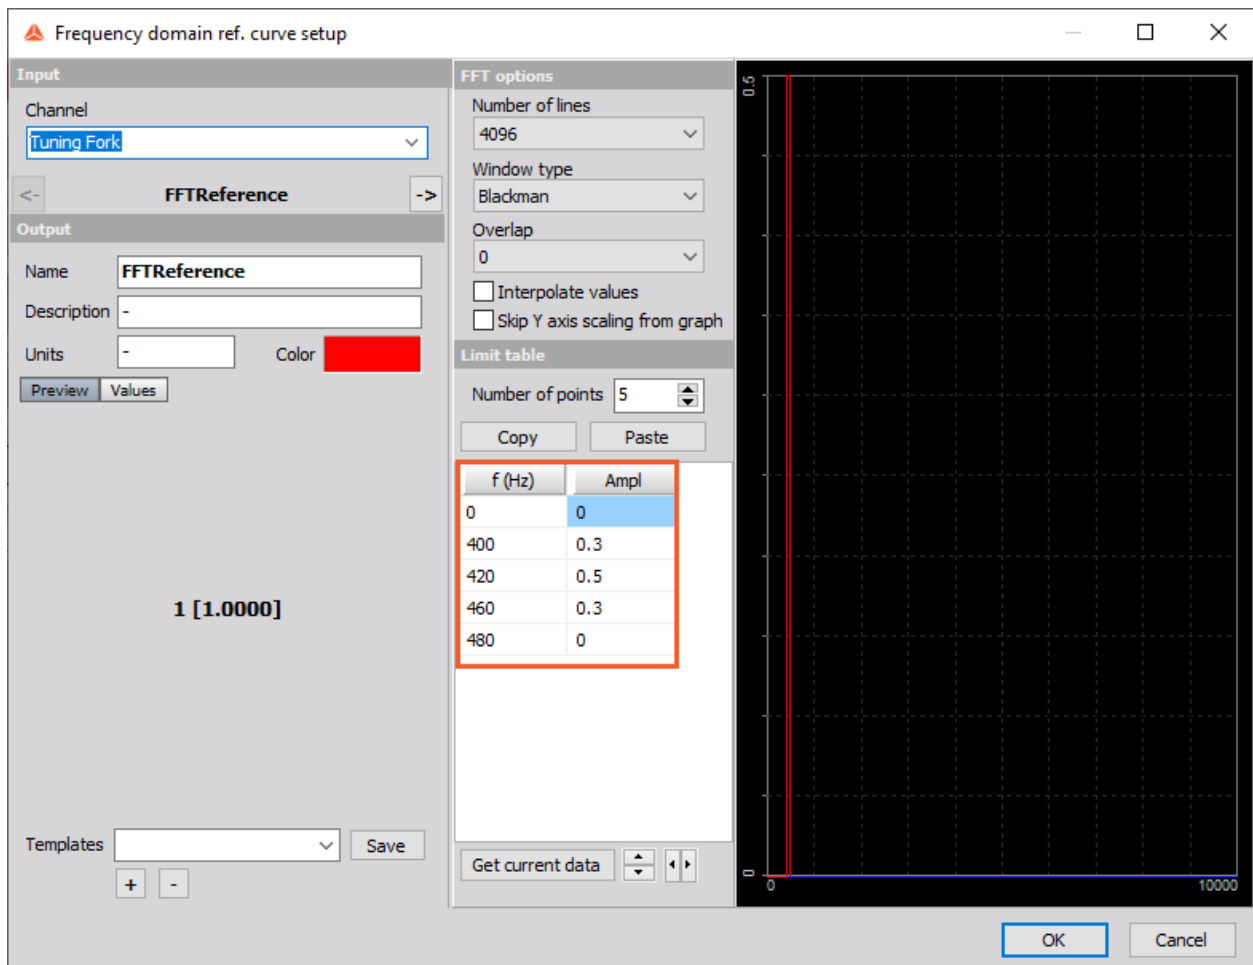 Frequency domain ref. curve setup
Input
Channel
Tuning Fork
<- FFTReference ->
Output
Name FFTReference
Description -
Units - Color
Preview Values
1 [1.0000]
Templates Save
+ -
FFT options
Number of lines
4096
Window type
Blackman
Overlap
0
Interpolate values
Skip Y axis scaling from graph
Limit table
Number of points 5
Copy Paste
f (Hz) Ampl
0 0
400 0.3
420 0.5
460 0.3
480 0
Get current data
0.5
0
0 10000
OK Cancel